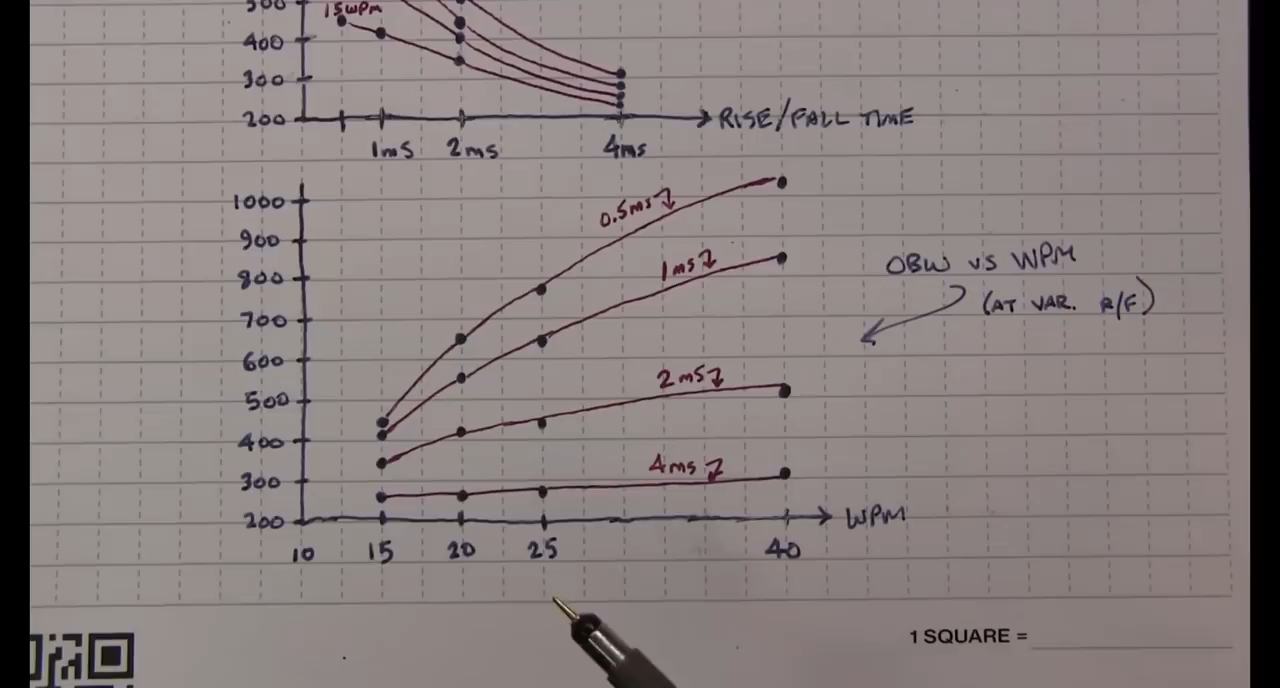 500
15WPM
400
300
200
RISE/FALL TIME
1ms 2ms 4ms
1000
900
800
700
600
500
400
300
200
0.5ms
1ms
2ms
4ms
OBW VS WPM
(AT VAR. R/F)
WPM
10 15 20 25 40
1 SQUARE =